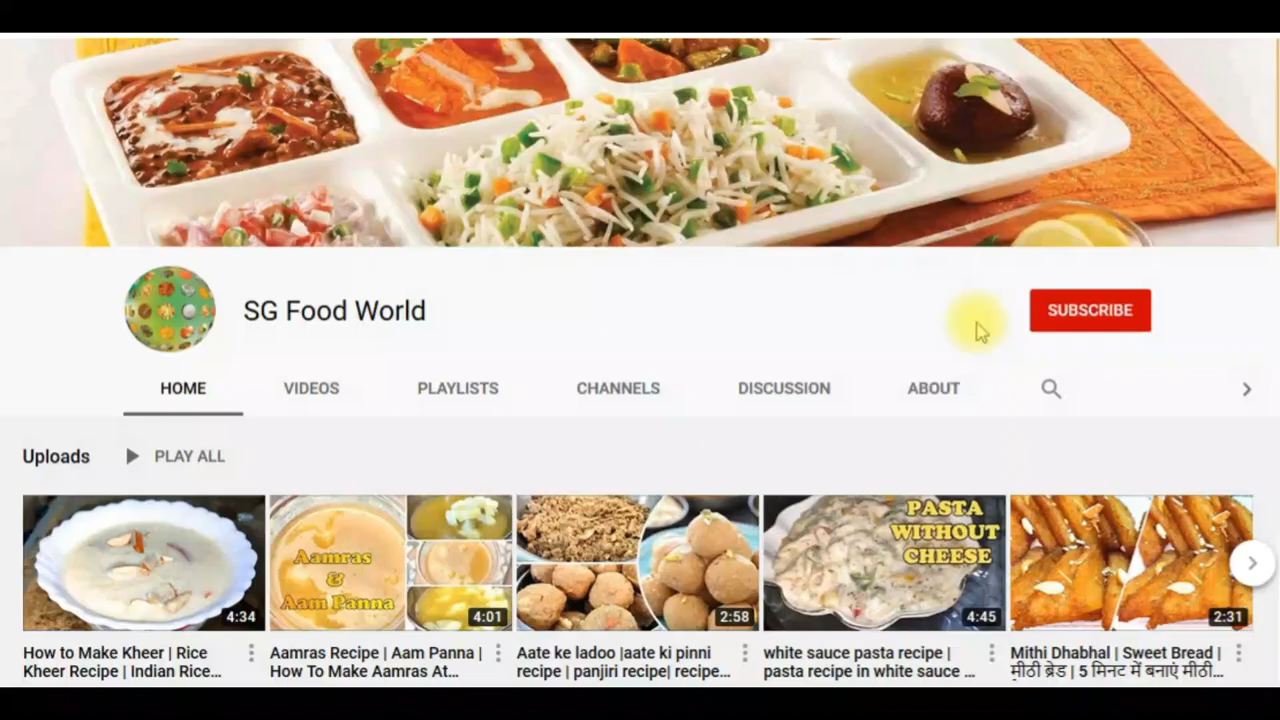 SG Food World
SUBSCRIBE
HOME VIDEOS PLAYLISTS CHANNELS DISCUSSION ABOUT
Uploads PLAY ALL
4:34
Aamras
&
Aam Panna
4:01
2:58
PASTA
WITHOUT
CHEESE
4:45
2:31
How to Make Kheer | Rice
Kheer Recipe | Indian Rice...
Aamras Recipe | Aam Panna |
How To Make Aamras At...
Aate ke ladoo |aate ki pinni
recipe | panjiri recipe| recipe...
white sauce pasta recipe |
pasta recipe in white sauce ...
Mithi Dhabhal | Sweet Bread |
मीठी ब्रेड | 5 मिनट में बनाएं मीठी...